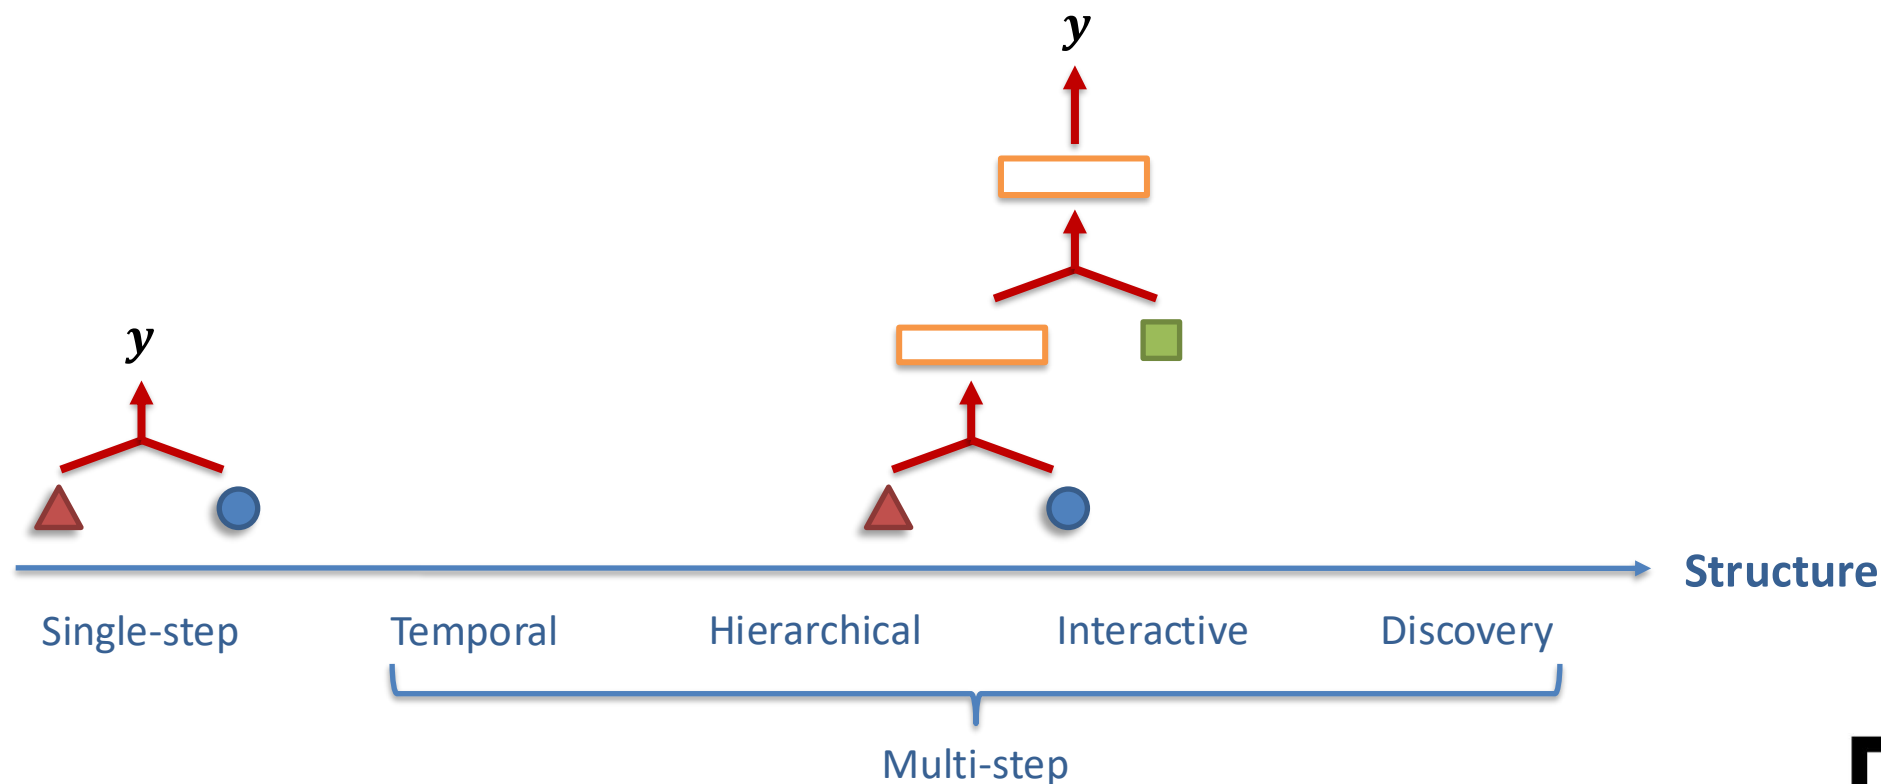 y
y
Structure
Single-step Temporal Hierarchical Interactive Discovery
Multi-step